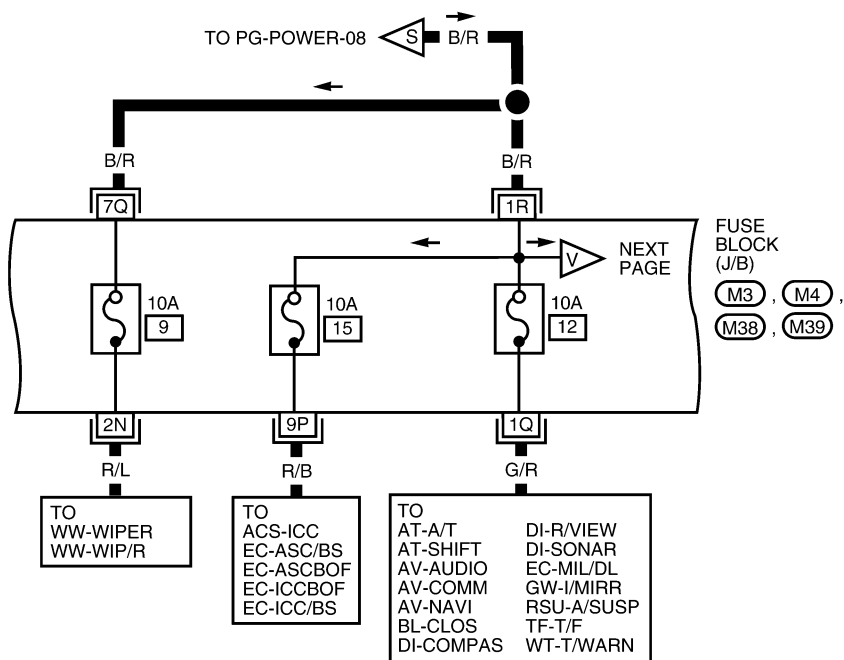 TO PG-POWER-08 S B/R
B/R B/R
7Q 1R
FUSE
BLOCK
(J/B)
V NEXT
PAGE
M3 , M4 ,
M38 , M39
10A 10A 10A
9 15 12
2N 9P 1Q
R/L R/B G/R
TO
WW-WIPER
WW-WIP/R
TO
ACS-ICC
EC-ASC/BS
EC-ASCBOF
EC-ICCBOF
EC-ICC/BS
TO
AT-A/T DI-R/VIEW
AT-SHIFT DI-SONAR
AV-AUDIO EC-MIL/DL
AV-COMM GW-I/MIRR
AV-NAVI RSU-A/SUSP
BL-CLOS TF-T/F
DI-COMPAS WT-T/WARN